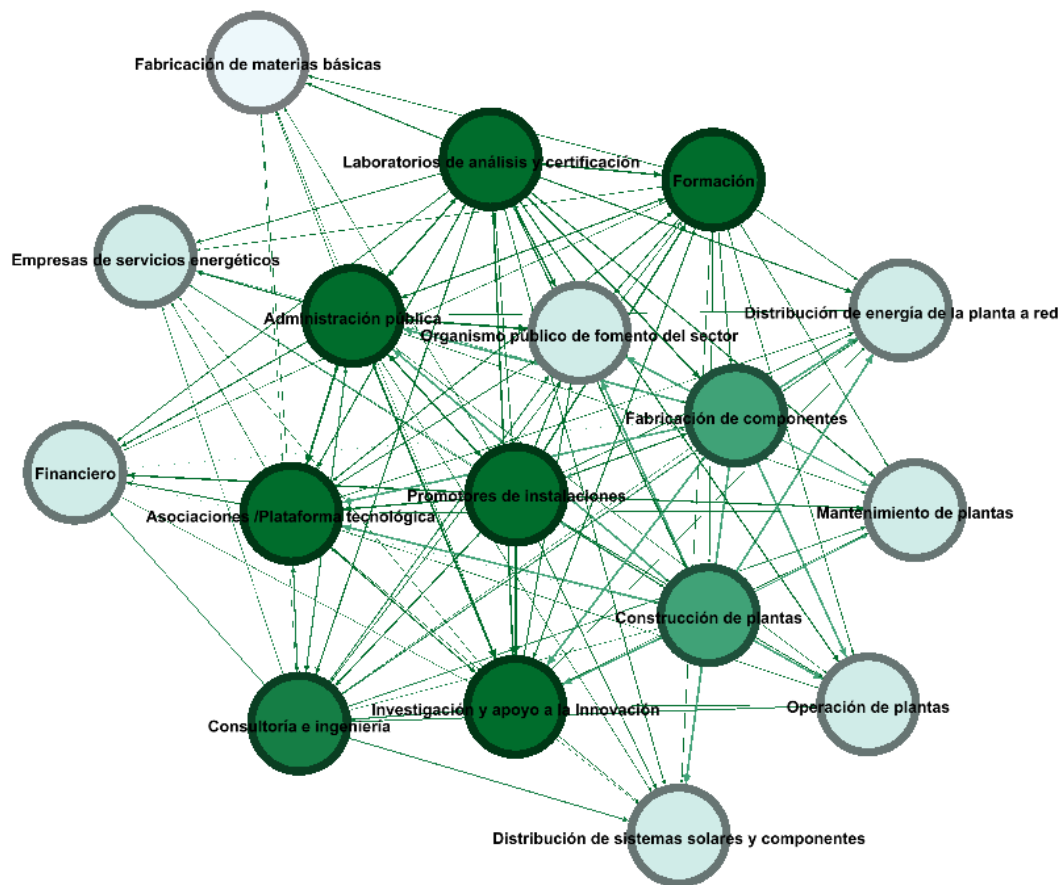 Fabricación de materias básicas
Laboratorios de análisis y certificación
Formación
Empresas de servicios energéticos
Distribución de energía de la planta a red
Administración pública
Organismo público de fomento del sector
Fabricación de componentes
Financiero
Promotores de instalaciones
Asociaciones /Plataforma tecnológica
Mantenimiento de plantas
Construcción de plantas
Investigación y apoyo a la Innovación
Operación de plantas
Consultoría e ingeniería
Distribución de sistemas solares y componentes